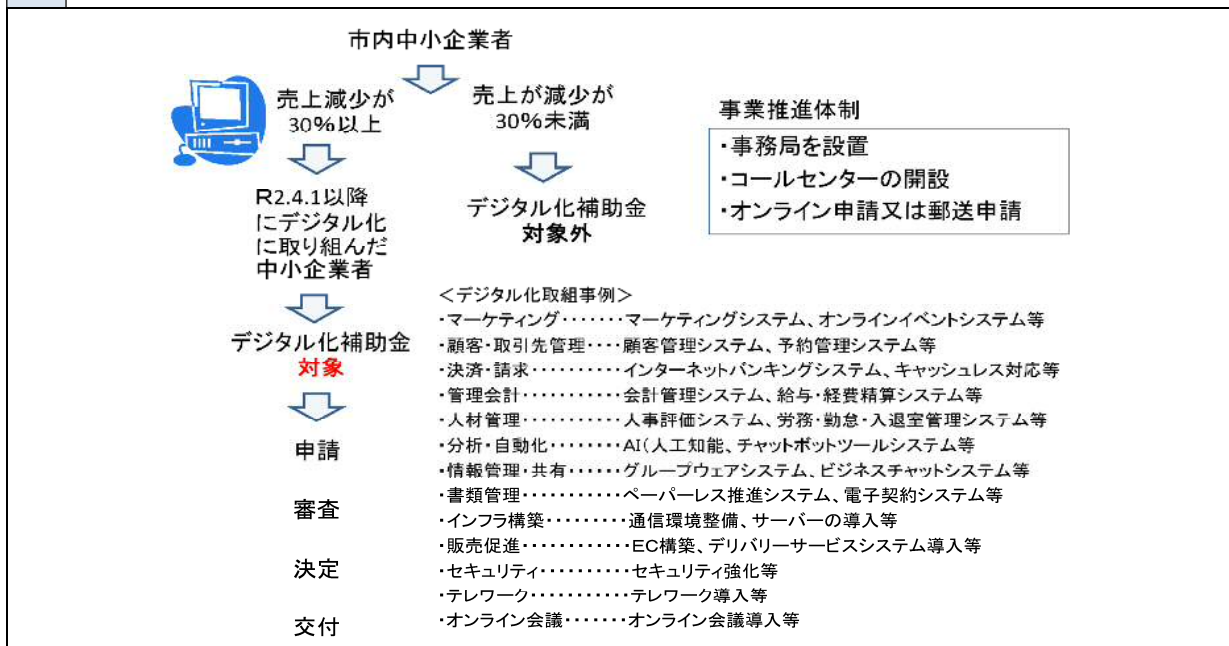 市内中小企業者
売上減少が
30%以上
売上が減少が
30%未満
R2.4.1以降
にデジタル化
に取り組んだ
中小企業者
デジタル化補助金
対象外
デジタル化補助金
対象
申請
審査
決定
交付
事業推進体制
・事務局を設置
・コールセンターの開設
・オンライン申請又は郵送申請
＜デジタル化取組事例＞
・マーケティング・・・・・・・マーケティングシステム、オンラインイベントシステム等
・顧客・取引先管理・・・・顧客管理システム、予約管理システム等
・決済・請求・・・・・・・・・・インターネットバンキングシステム、キャッシュレス対応等
・管理会計・・・・・・・・・・・会計管理システム、給与・経費精算システム等
・人材管理・・・・・・・・・・・人事評価システム、労務・勤怠・入退室管理システム等
・分析・自動化・・・・・・・・AI(人工知能、チャットボットツールシステム等
・情報管理・共有・・・・・・グループウェアシステム、ビジネスチャットシステム等
・書類管理・・・・・・・・・・・ペーパーレス推進システム、電子契約システム等
・インフラ構築・・・・・・・・・通信環境整備、サーバーの導入等
・販売促進・・・・・・・・・・・・EC構築、デリバリーサービスシステム導入等
・セキュリティ・・・・・・・・・・セキュリティ強化等
・テレワーク・・・・・・・・・・・テレワーク導入等
・オンライン会議・・・・・・・オンライン会議導入等